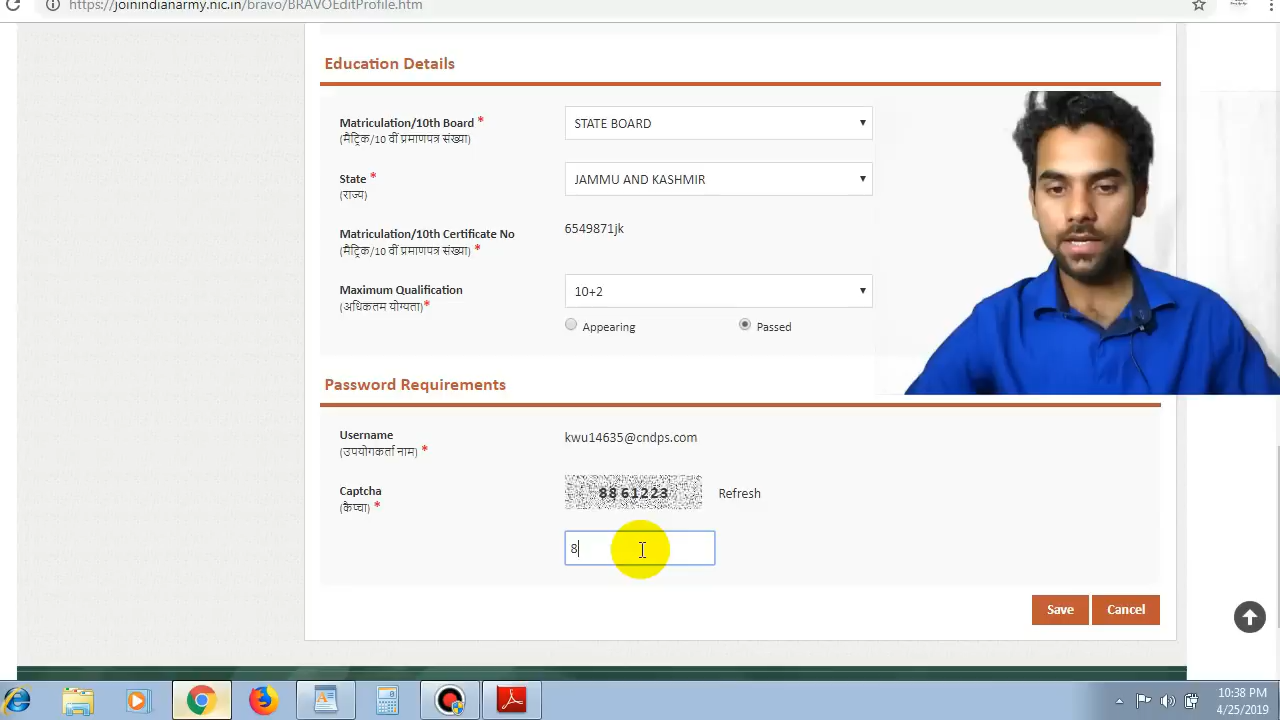 https://joinindianarmy.nic.in/bravo/BRAVOEditProfile.htm
Education Details
Matriculation/10th Board *
(मैट्रिक/10 वीं प्रमाणपत्र संख्या)
STATE BOARD
State *
(राज्य)
JAMMU AND KASHMIR
Matriculation/10th Certificate No
(मैट्रिक/10 वीं प्रमाणपत्र संख्या) *
6549871jk
Maximum Qualification
(अधिकतम योग्यता)*
10+2
Appearing
Passed
Password Requirements
Username
(उपयोगकर्ता नाम) *
kwu14635@cndps.com
Captcha
(कैप्चा) *
8861223
Refresh
8
Save
Cancel
10:38 PM
4/25/2019